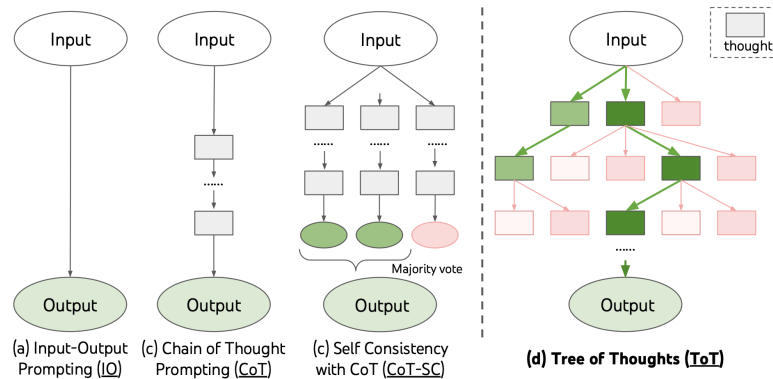 Input
Input
Input
Input
thought
......
......
......
......
......
Majority vote
Output
Output
Output
Output
(a) Input-Output
Prompting (IO)
(c) Chain of Thought
Prompting (CoT)
(c) Self Consistency
with CoT (CoT-SC)
(d) Tree of Thoughts (ToT)